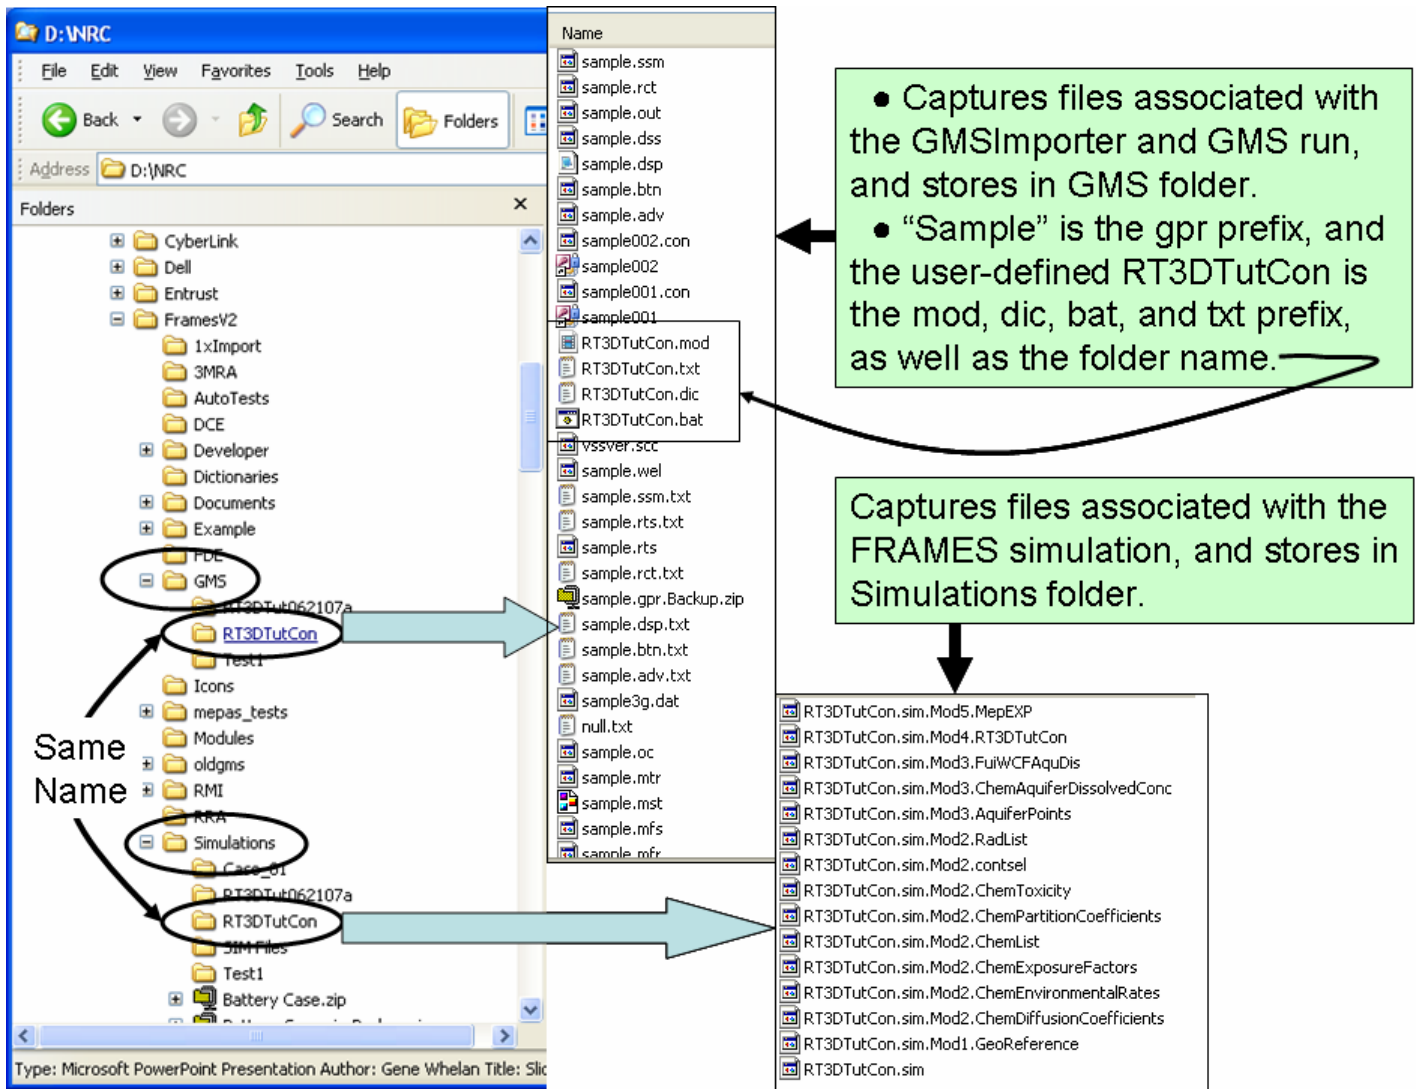 D:\NRC
File Edit View Favorites Tools Help
Back Search Folders
Address D:\NRC
Folders
CyberLink
Dell
Entrust
FramesV2
1xImport
3MRA
AutoTests
DCE
Developer
Dictionaries
Documents
Example
FDE
GMS
RT3DTut062107a
RT3DTutCon
Test1
Icons
mepas_tests
Modules
oldgms
RMI
RRA
Simulations
Case_01
RT3DTut062107a
RT3DTutCon
SIM Files
Test1
Battery Case.zip
Type: Microsoft PowerPoint Presentation Author: Gene Whelan Title: Slic
Same
Name
Name
sample.ssm
sample.rct
sample.out
sample.dss
sample.dsp
sample.btn
sample.adv
sample002.con
sample002
sample001.con
sample001
RT3DTutCon.mod
RT3DTutCon.txt
RT3DTutCon.dic
RT3DTutCon.bat
vssver.scc
sample.wel
sample.ssm.txt
sample.rts.txt
sample.rts
sample.rct.txt
sample.gpr.Backup.zip
sample.dsp.txt
sample.btn.txt
sample.adv.txt
sample3g.dat
null.txt
sample.oc
sample.mtr
sample.mst
sample.mfs
sample.mfr
● Captures files associated with
the GMSImporter and GMS run,
and stores in GMS folder.
● “Sample” is the gpr prefix, and
the user-defined RT3DTutCon is
the mod, dic, bat, and txt prefix,
as well as the folder name.
Captures files associated with the
FRAMES simulation, and stores in
Simulations folder.
RT3DTutCon.sim.Mod5.MepEXP
RT3DTutCon.sim.Mod4.RT3DTutCon
RT3DTutCon.sim.Mod3.FuiWCFAquDis
RT3DTutCon.sim.Mod3.ChemAquiferDissolvedConc
RT3DTutCon.sim.Mod3.AquiferPoints
RT3DTutCon.sim.Mod2.RadList
RT3DTutCon.sim.Mod2.contsel
RT3DTutCon.sim.Mod2.ChemToxicity
RT3DTutCon.sim.Mod2.ChemPartitionCoefficients
RT3DTutCon.sim.Mod2.ChemList
RT3DTutCon.sim.Mod2.ChemExposureFactors
RT3DTutCon.sim.Mod2.ChemEnvironmentalRates
RT3DTutCon.sim.Mod2.ChemDiffusionCoefficients
RT3DTutCon.sim.Mod1.GeoReference
RT3DTutCon.sim